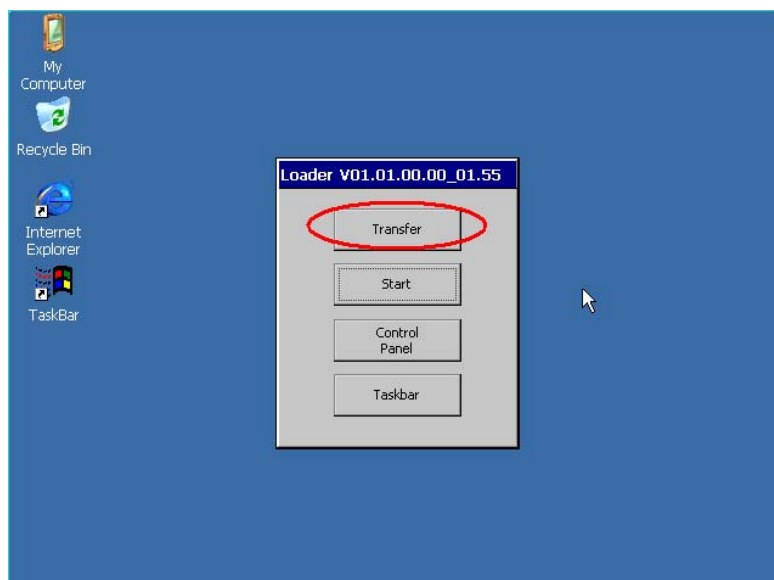 My
Computer
Recycle Bin
Internet
Explorer
TaskBar
Loader V01.01.00.00_01.55
Transfer
Start
Control
Panel
Taskbar